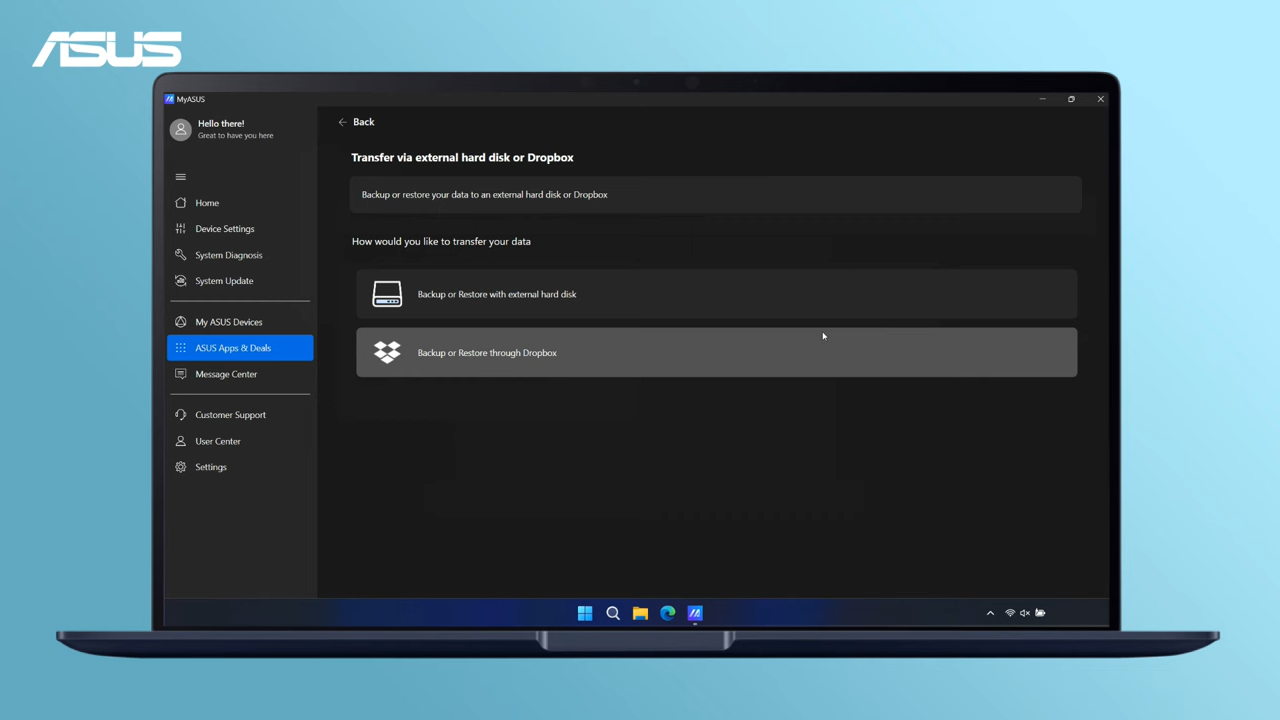 ASUS
MyASUS
Hello there!
Great to have you here
Home
Device Settings
System Diagnosis
System Update
My ASUS Devices
ASUS Apps & Deals
Message Center
Customer Support
User Center
Settings
Back
Transfer via external hard disk or Dropbox
Backup or restore your data to an external hard disk or Dropbox
How would you like to transfer your data
Backup or Restore with external hard disk
Backup or Restore through Dropbox